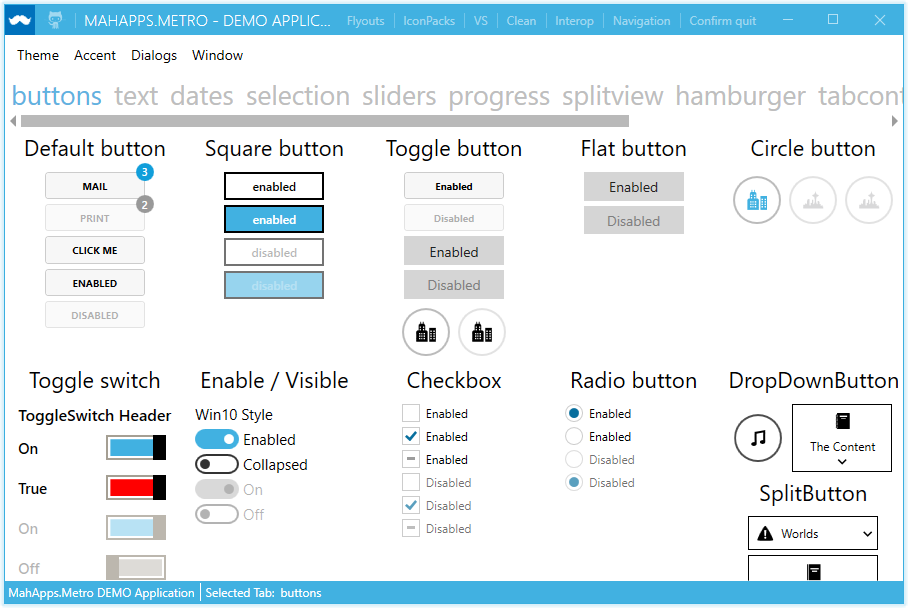 MAHAPPS.METRO - DEMO APPLIC... Flyouts IconPacks VS Clean Interop Navigation Confirm quit
Theme Accent Dialogs Window
buttons text dates selection sliders progress splitview hamburger tabcont
Default button
MAIL
3
PRINT
2
CLICK ME
ENABLED
DISABLED
Square button
enabled
enabled
disabled
disabled
Toggle button
Enabled
Disabled
Enabled
Disabled
Flat button
Enabled
Disabled
Circle button
Toggle switch
ToggleSwitch Header
On
True
On
Off
Enable / Visible
Win10 Style
Enabled
Collapsed
On
Off
Checkbox
Enabled
Enabled
Enabled
Disabled
Disabled
Disabled
Radio button
Enabled
Enabled
Disabled
Disabled
DropDownButton
The Content
SplitButton
Worlds
MahApps.Metro DEMO Application Selected Tab: buttons